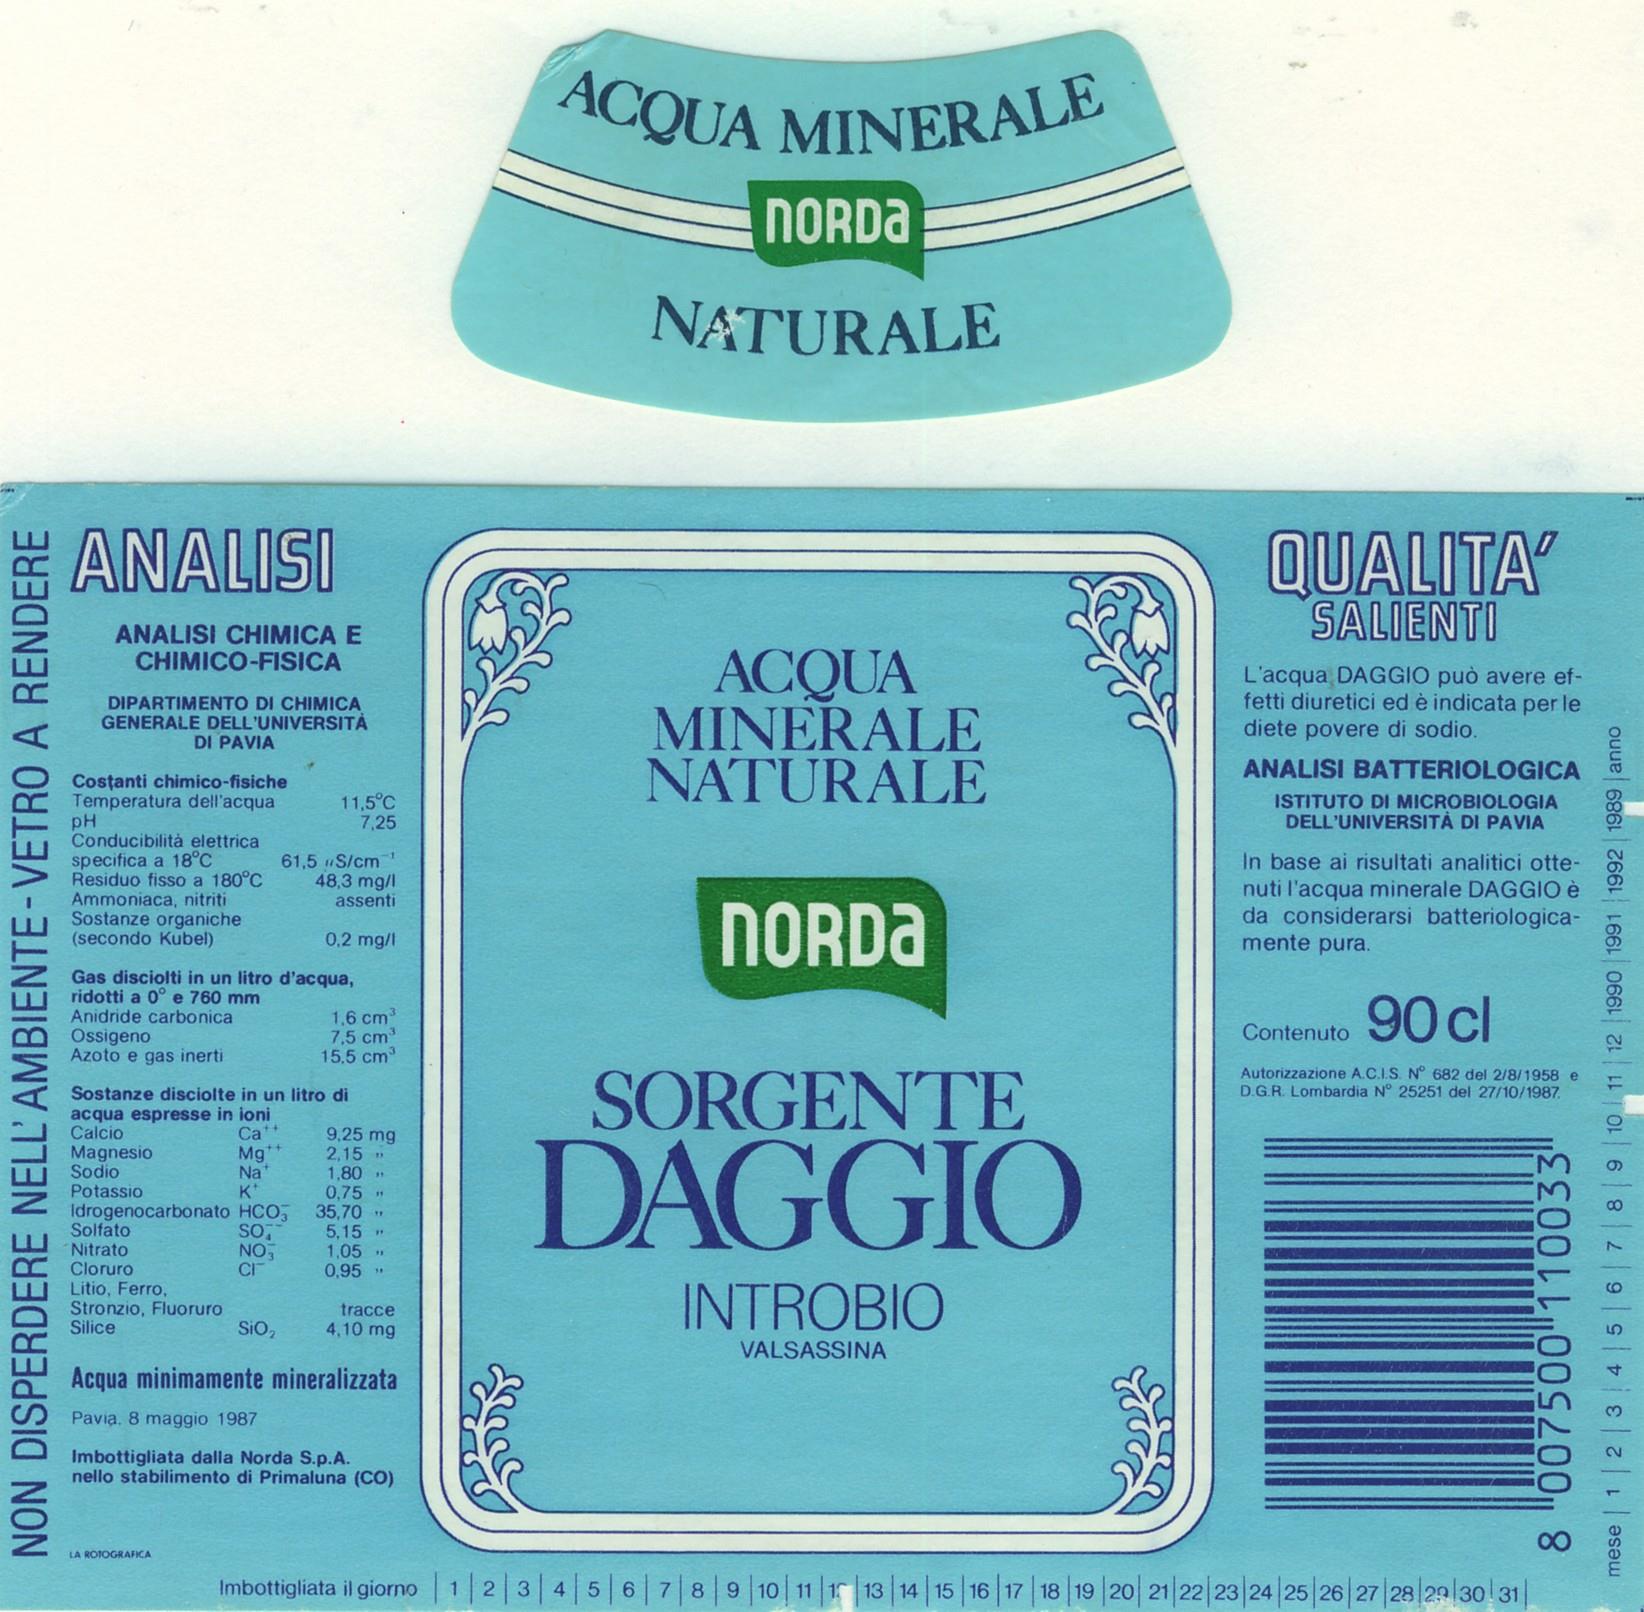 ACQUA MINERALE
NORDa
NATURALE
NON DISPERDERE NELL'AMBIENTE - VETRO A RENDERE
ANALISI
ANALISI CHIMICA E
CHIMICO-FISICA
DIPARTIMENTO DI CHIMICA
GENERALE DELL'UNIVERSITÀ
DI PAVIA
Costanti chimico-fisiche
Temperatura dell'acqua 11,5°C
pH 7,25
Conducibilità elettrica
specifica a 18°C 61,5 µS/cm⁻¹
Residuo fisso a 180°C 48,3 mg/l
Ammoniaca, nitriti assenti
Sostanze organiche
(secondo Kubel) 0,2 mg/l
Gas disciolti in un litro d'acqua,
ridotti a 0° e 760 mm
Anidride carbonica 1,6 cm³
Ossigeno 7,5 cm³
Azoto e gas inerti 15,5 cm³
Sostanze disciolte in un litro di
acqua espresse in ioni
Calcio Ca⁺⁺ 9,25 mg
Magnesio Mg⁺⁺ 2,15 "
Sodio Na⁺ 1,80 "
Potassio K⁺ 0,75 "
Idrogenocarbonato HCO₃⁻ 35,70 "
Solfato SO₄⁻⁻ 5,15 "
Nitrato NO₃⁻ 1,05 "
Cloruro Cl⁻ 0,95 "
Litio, Ferro,
Stronzio, Fluoruro tracce
Silice SiO₂ 4,10 mg
Acqua minimamente mineralizzata
Pavia, 8 maggio 1987
Imbottigliata dalla Norda S.p.A.
nello stabilimento di Primaluna (CO)
LA ROTOGRAFICA
ACQUA
MINERALE
NATURALE
NORDa
SORGENTE
DAGGIO
INTROBIO
VALSASSINA
QUALITA'
SALIENTI
L'acqua DAGGIO può avere ef-
fetti diuretici ed è indicata per le
diete povere di sodio.
ANALISI BATTERIOLOGICA
ISTITUTO DI MICROBIOLOGIA
DELL'UNIVERSITÀ DI PAVIA
In base ai risultati analitici otte-
nuti l'acqua minerale DAGGIO è
da considerarsi batteriologica-
mente pura.
Contenuto 90 cl
Autorizzazione A.C.I.S. N° 682 del 2/8/1958 e
D.G.R. Lombardia N° 25251 del 27/10/1987.
8 007500 110033
mese | 1 | 2 | 3 | 4 | 5 | 6 | 7 | 8 | 9 | 10 | 11 | 12 | 1990 | 1991 | 1992 | 1989 | anno
Imbottigliata il giorno | 1 | 2 | 3 | 4 | 5 | 6 | 7 | 8 | 9 | 10 | 11 | 12 | 13 | 14 | 15 | 16 | 17 | 18 | 19 | 20 | 21 | 22 | 23 | 24 | 25 | 26 | 27 | 28 | 29 | 30 | 31 |